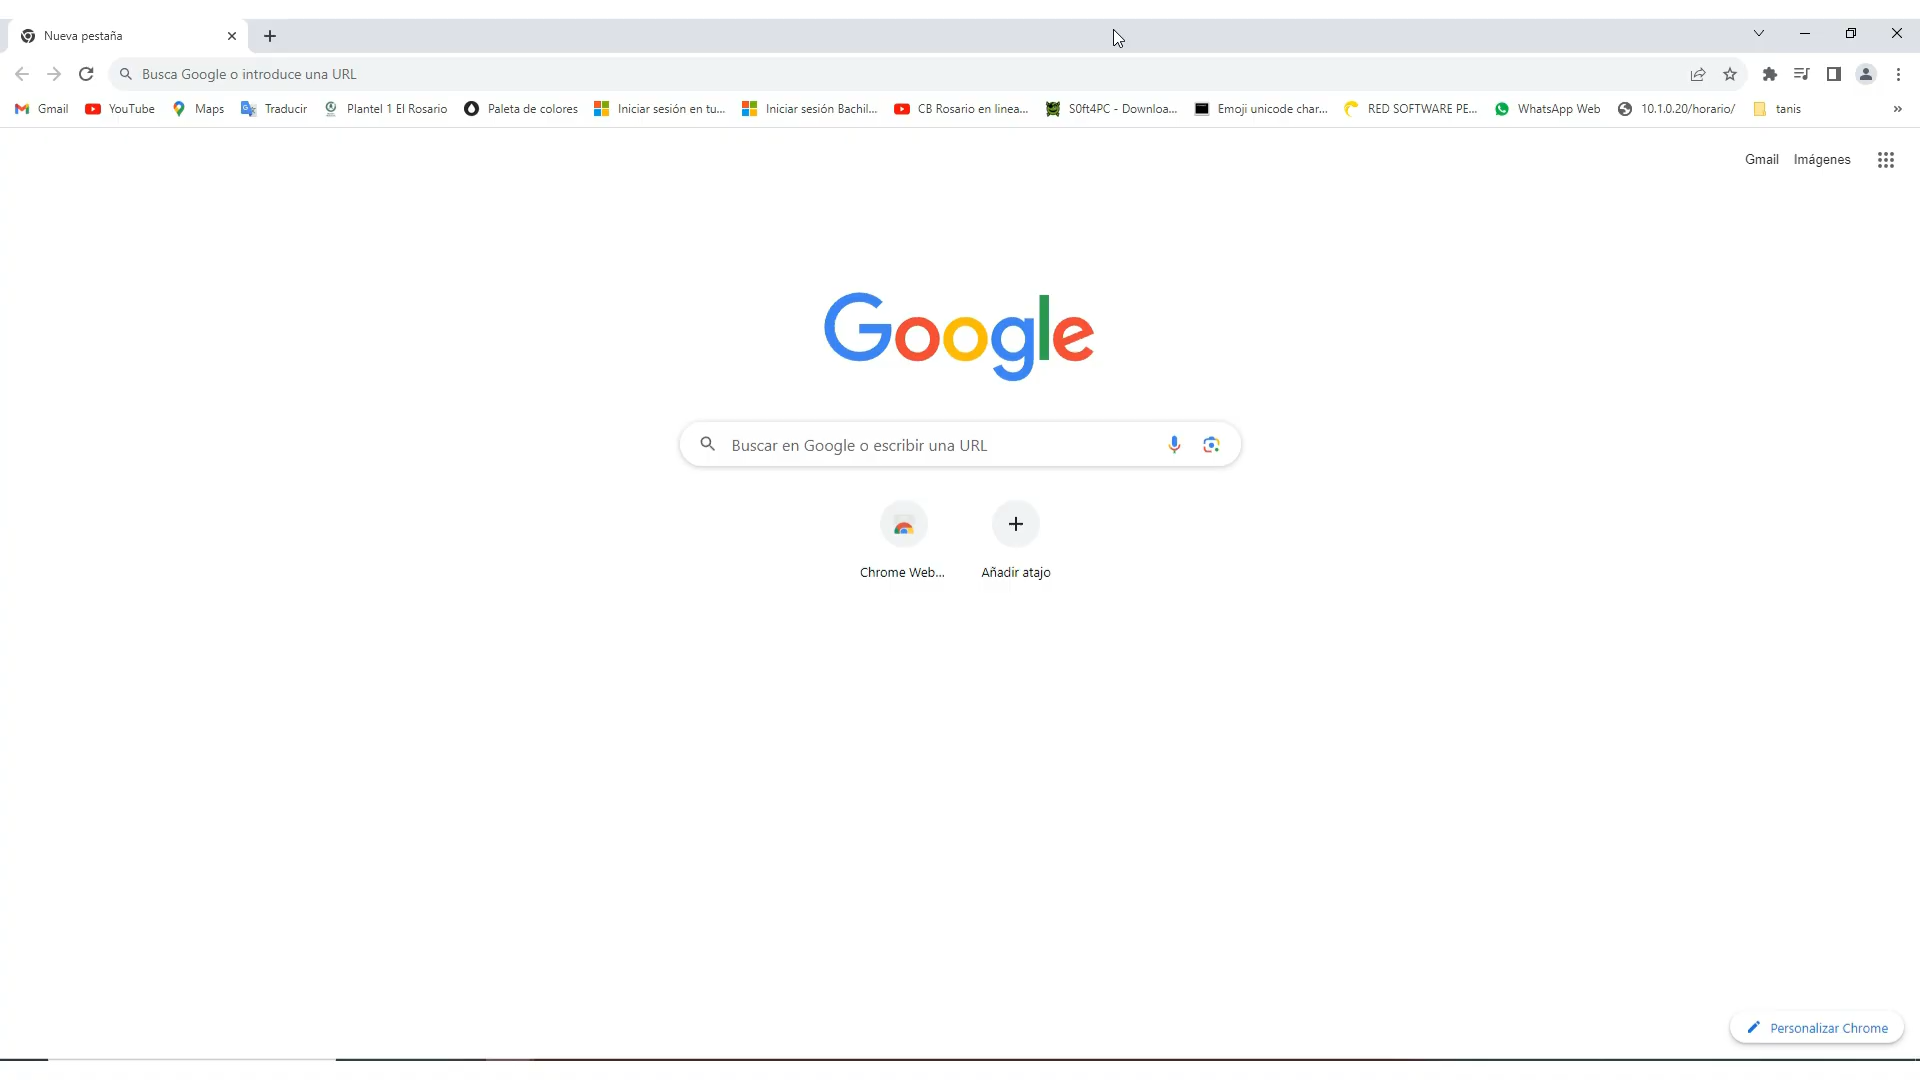 Nueva pestaña
Busca Google o introduce una URL
Gmail YouTube Maps Traducir Plantel 1 El Rosario Paleta de colores Iniciar sesión en tu... Iniciar sesión Bachil... CB Rosario en linea... S0ft4PC - Downloa... Emoji unicode char... RED SOFTWARE PE... WhatsApp Web 10.1.0.20/horario/ tanis »
Gmail Imágenes
Google
Buscar en Google o escribir una URL
Chrome Web... Añadir atajo
Personalizar Chrome